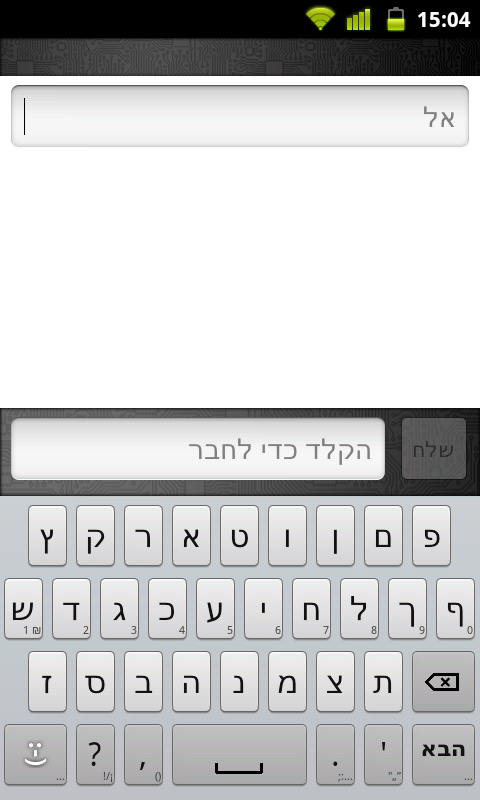 15:04
אל
הקלד כדי לחבר
שלח
ץ ק ר א ט ו ן ם פ
ש ד ג כ ע י ח ל ך ף
1 ₪ 2 3 4 5 6 7 8 9 0
ז ס ב ה נ מ צ ת
? , . ' הבא
... !/¡ () ;:... "„” ...